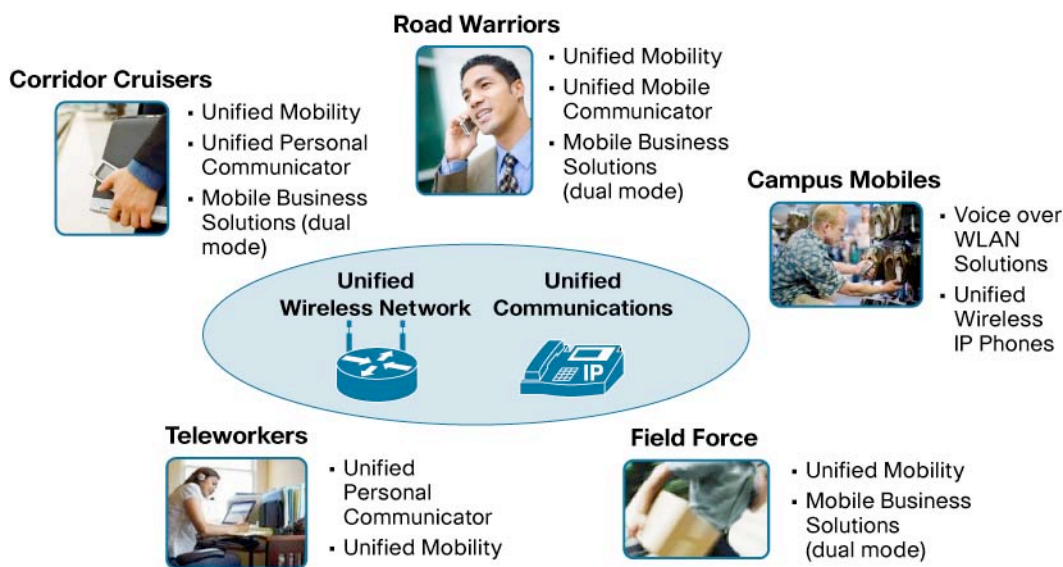 Road Warriors
▪ Unified Mobility
▪ Unified Mobile
Communicator
▪ Mobile Business
Solutions
(dual mode)
Corridor Cruisers
▪ Unified Mobility
▪ Unified Personal
Communicator
▪ Mobile Business
Solutions (dual
mode)
Campus Mobiles
▪ Voice over
WLAN
Solutions
▪ Unified
Wireless
IP Phones
Unified
Wireless Network
Unified
Communications
IP
Teleworkers
▪ Unified
Personal
Communicator
▪ Unified Mobility
Field Force
▪ Unified Mobility
▪ Mobile Business
Solutions
(dual mode)